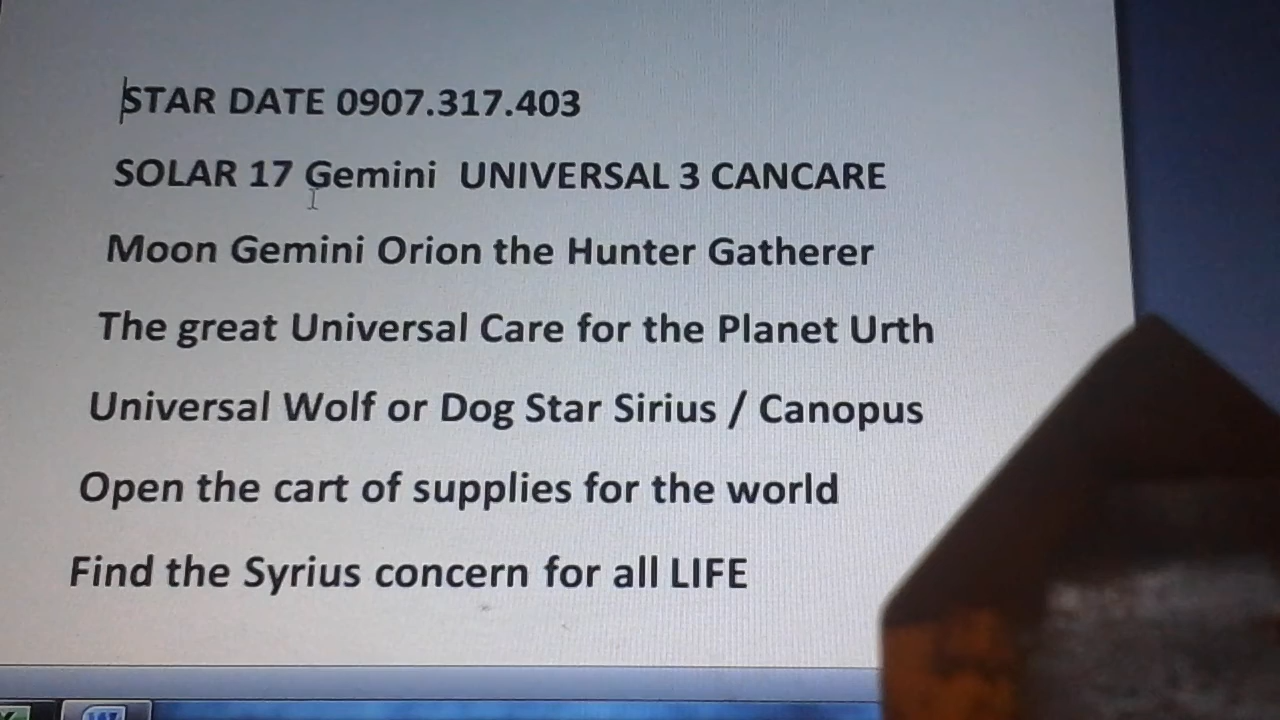 STAR DATE 0907.317.403
SOLAR 17 Gemini UNIVERSAL 3 CANCARE
Moon Gemini Orion the Hunter Gatherer
The great Universal Care for the Planet Urth
Universal Wolf or Dog Star Sirius / Canopus
Open the cart of supplies for the world
Find the Syrius concern for all LIFE